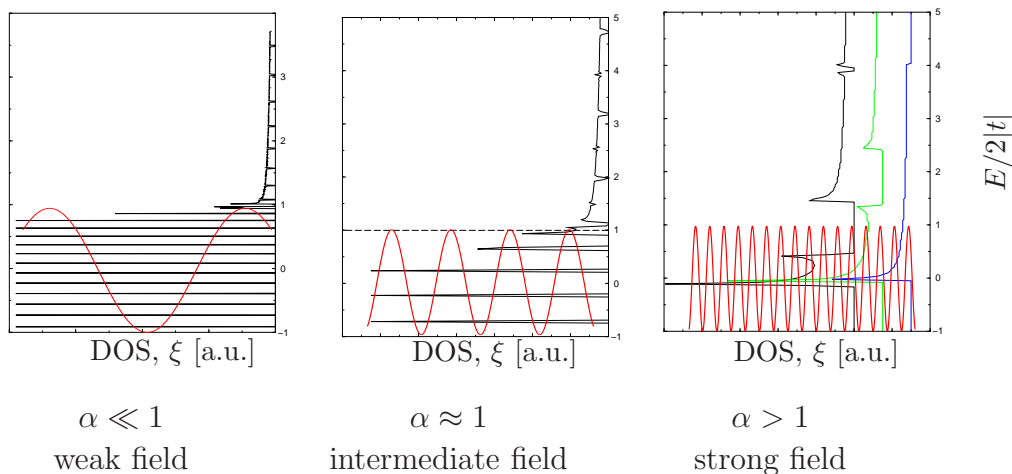 3
2
1
0
-1
DOS, ξ [a.u.]
α ≪ 1
weak field
5
4
3
2
1
0
-1
DOS, ξ [a.u.]
α ≈ 1
intermediate field
5
4
3
2
1
0
-1
DOS, ξ [a.u.]
α > 1
strong field
E/2|t|